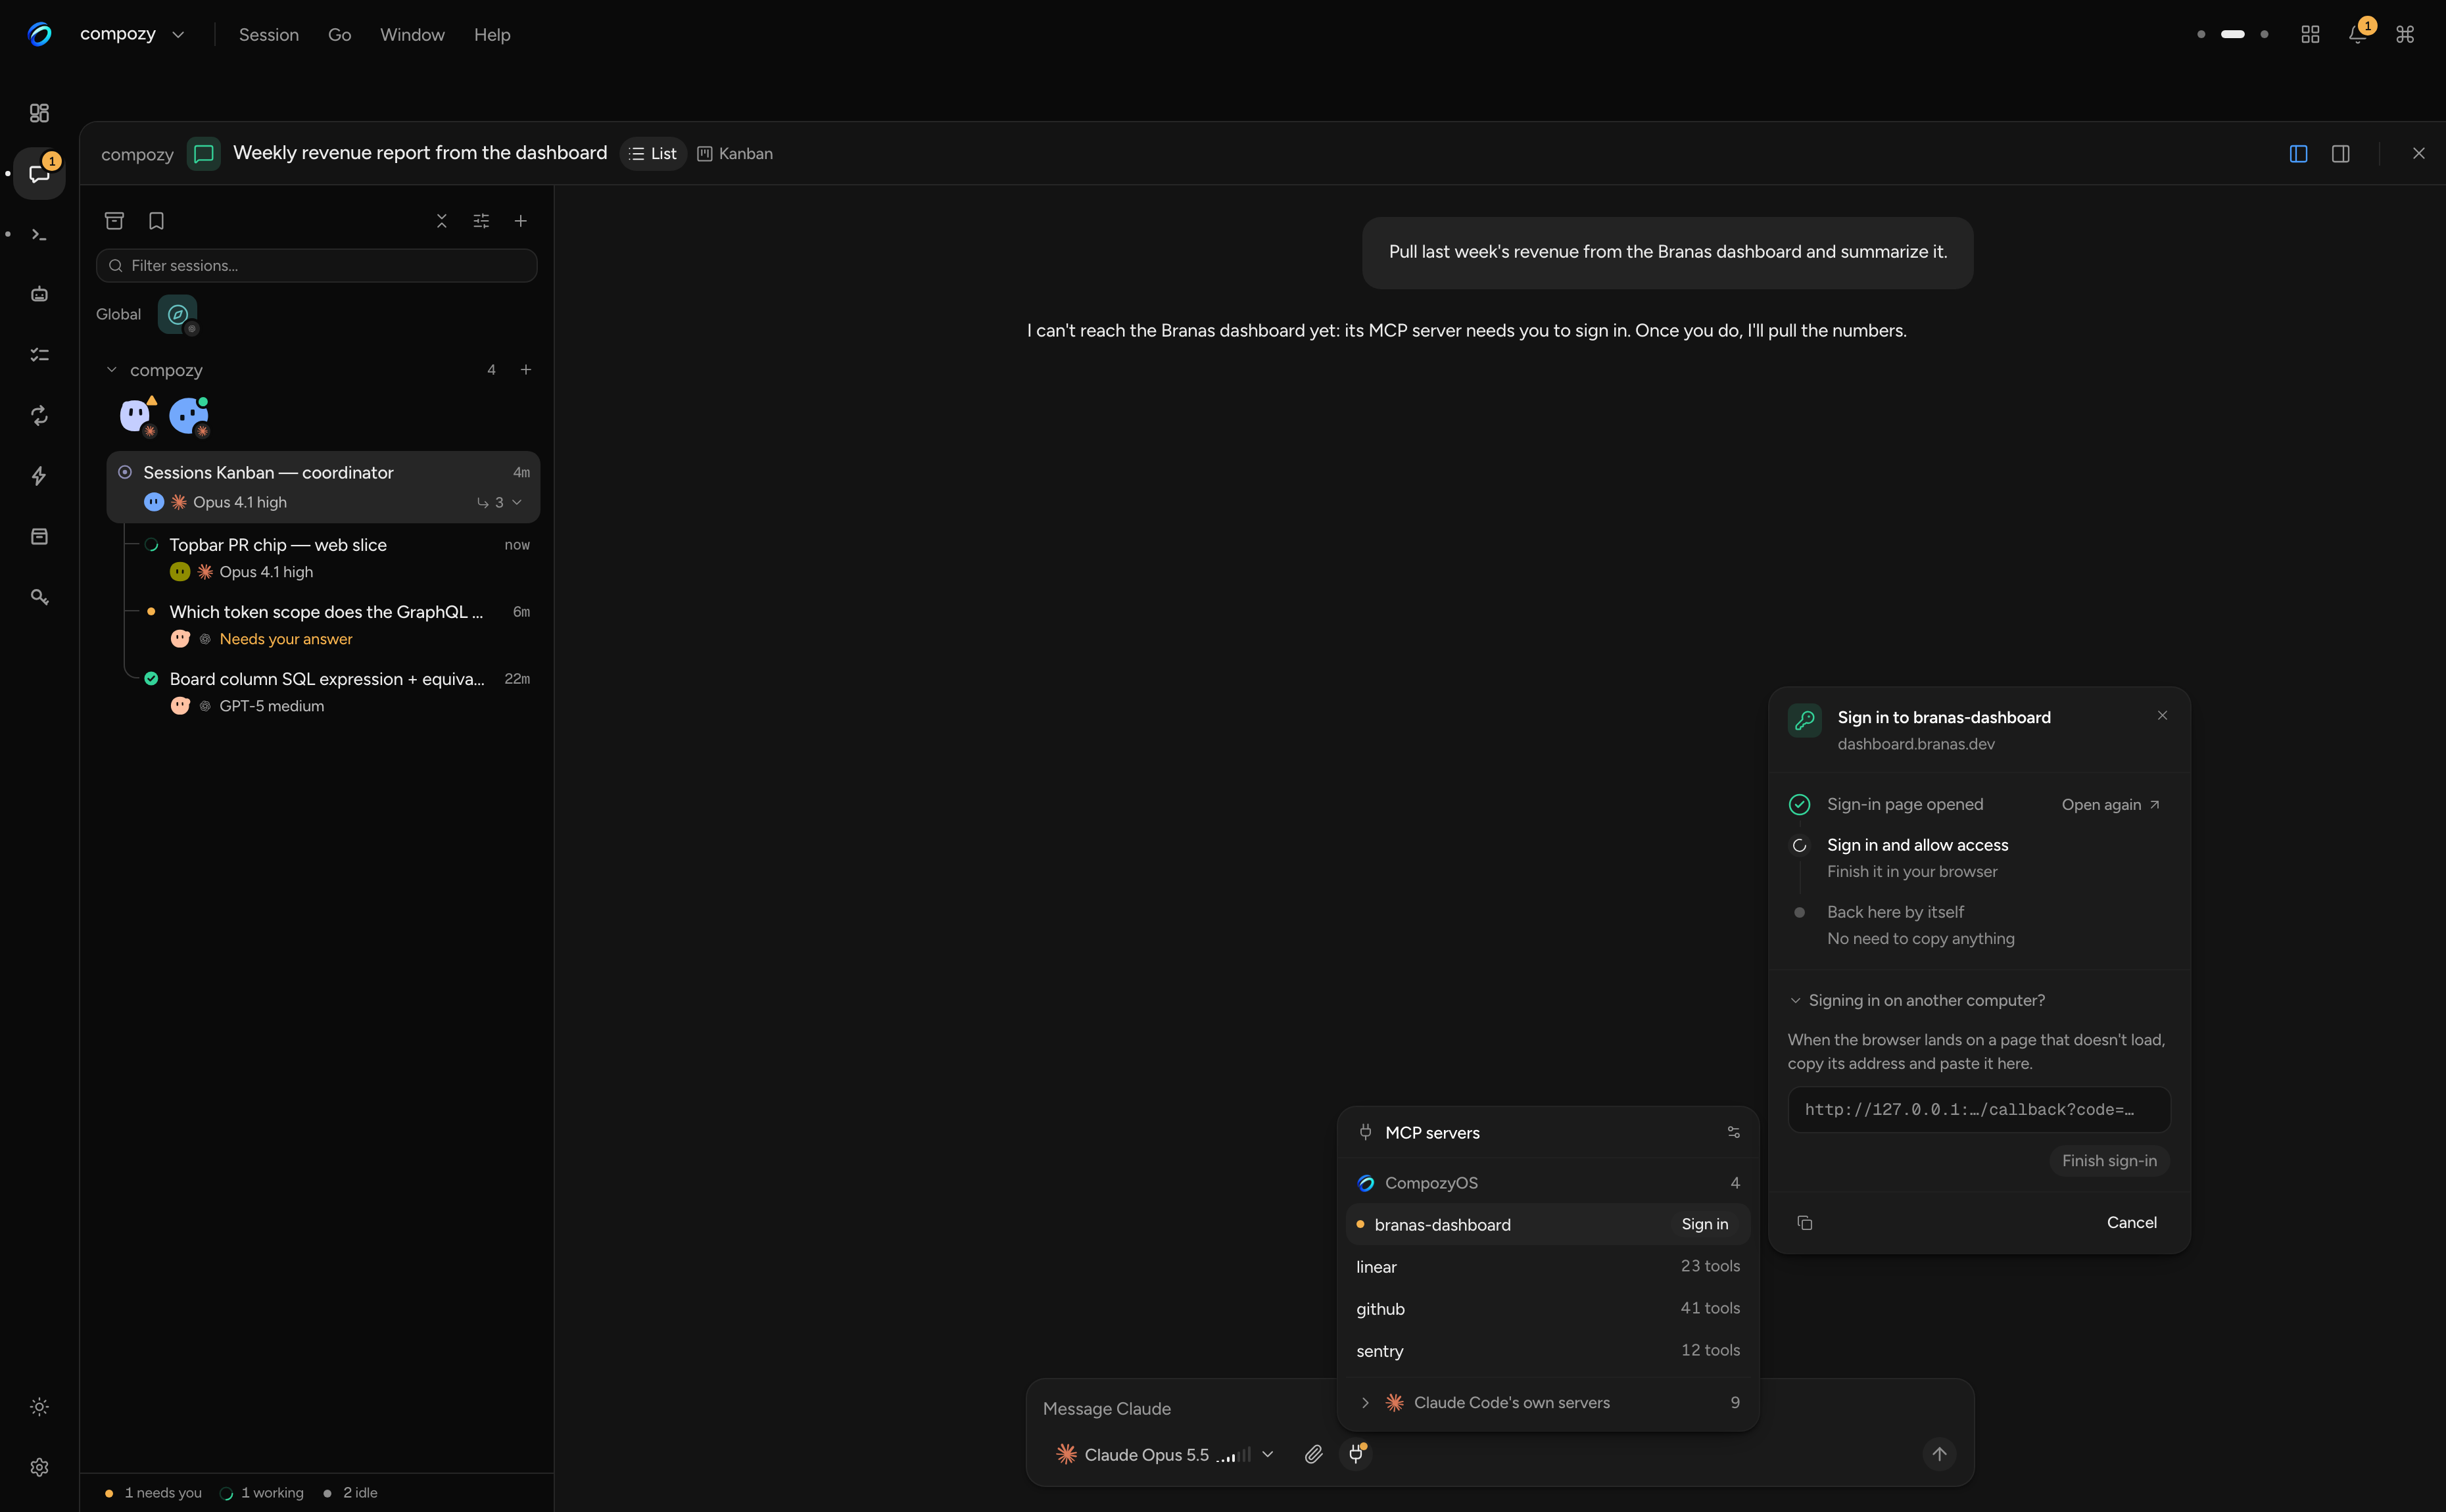 compozy
Session
Go
Window
Help
1
compozy
Weekly revenue report from the dashboard
List
Kanban
1
Filter sessions...
Global
compozy
4
Sessions Kanban — coordinator
4m
Opus 4.1 high
3
Topbar PR chip — web slice
now
Opus 4.1 high
Which token scope does the GraphQL ...
6m
Needs your answer
Board column SQL expression + equiva...
22m
GPT-5 medium
1 needs you
1 working
2 idle
Pull last week's revenue from the Branas dashboard and summarize it.
I can't reach the Branas dashboard yet: its MCP server needs you to sign in. Once you do, I'll pull the numbers.
Sign in to branas-dashboard
dashboard.branas.dev
Sign-in page opened
Open again
Sign in and allow access
Finish it in your browser
Back here by itself
No need to copy anything
Signing in on another computer?
When the browser lands on a page that doesn't load,
copy its address and paste it here.
http://127.0.0.1:…/callback?code=…
Finish sign-in
Cancel
MCP servers
CompozyOS
4
branas-dashboard
Sign in
linear
23 tools
github
41 tools
sentry
12 tools
Claude Code's own servers
9
Message Claude
Claude Opus 5.5